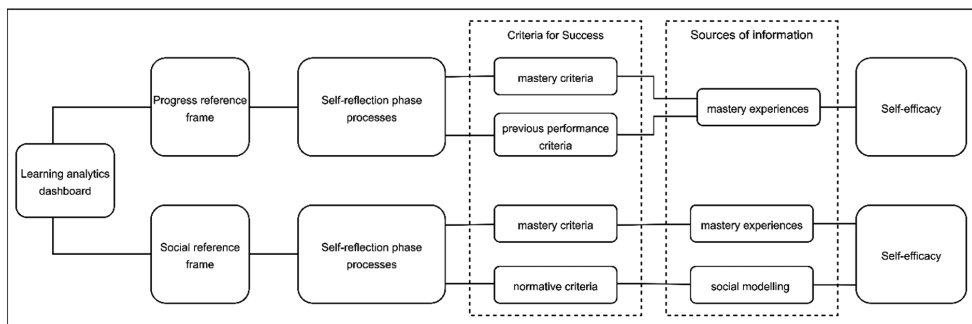 Criteria for Success
Sources of information
Progress reference
frame
Self-reflection phase
processes
mastery criteria
previous performance
criteria
mastery experiences
Self-efficacy
Learning analytics
dashboard
Social reference
frame
Self-reflection phase
processes
mastery criteria
normative criteria
mastery experiences
social modelling
Self-efficacy